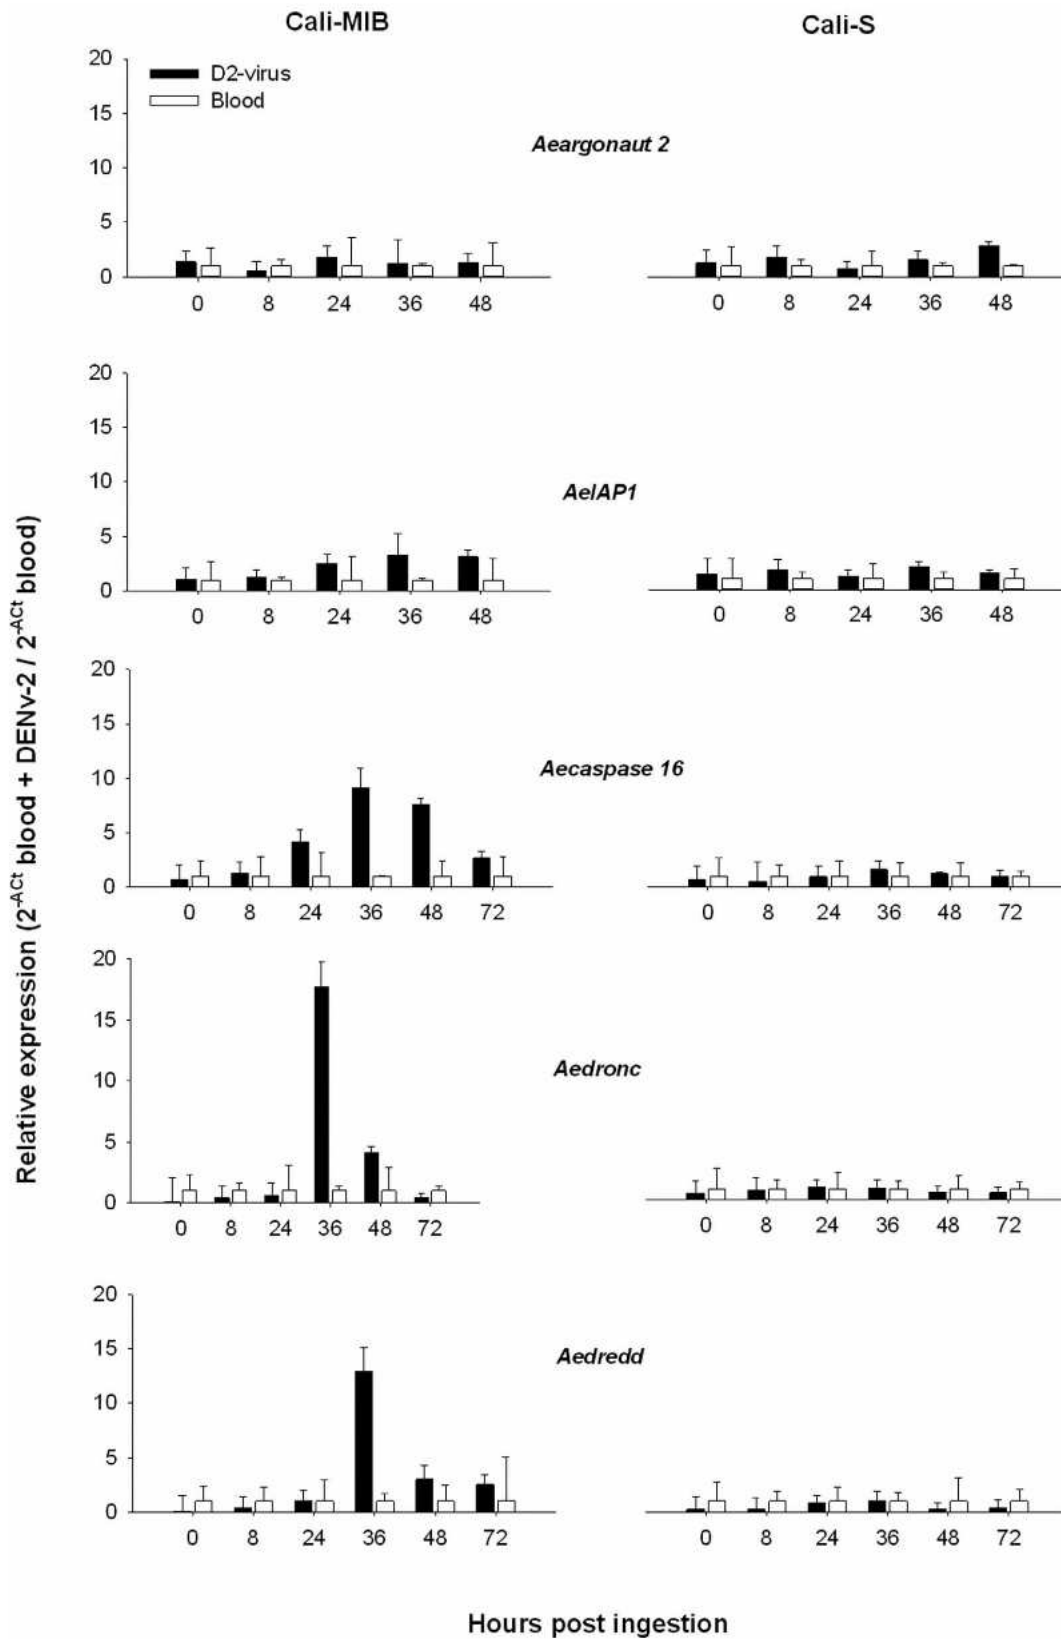 Cali-MIB
Cali-S
20
15
10
5
0
D2-virus
Blood
Aeargonaut 2
0 8 24 36 48
0 8 24 36 48
20
15
10
5
0
AeIAP1
0 8 24 36 48
0 8 24 36 48
20
15
10
5
0
Aecaspase 16
0 8 24 36 48 72
0 8 24 36 48 72
20
15
10
5
0
Aedronc
0 8 24 36 48 72
0 8 24 36 48 72
20
15
10
5
0
Aedredd
0 8 24 36 48 72
0 8 24 36 48 72
Relative expression (2-ACt blood + DENv-2 / 2-ACt blood)
Hours post ingestion